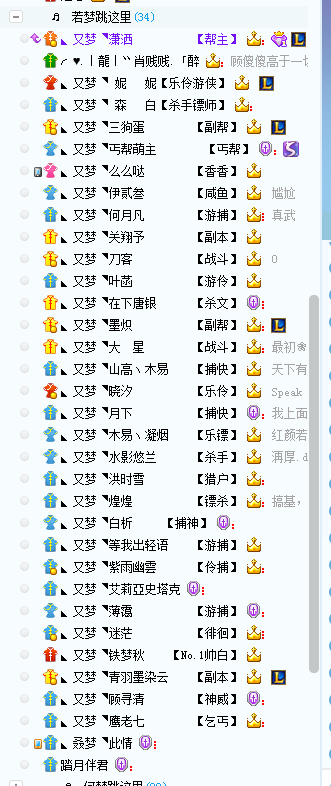 ♫ 若梦跳这里 (34)
◣ 又梦 ◥潇洒 【帮主】
◤ ♥.丨龍丨丶肖贱贱.「醉 顾傻傻高于一
◣ 又梦 ◥ 妮 妮【乐伶游侠】
◣ 又梦 ◥ 森 白【杀手镖师】
◣ 又梦 ◥三狗蛋 【副帮】
◣ 又梦 ◥丐帮萌主 【丐帮】
◣ 又梦 ◥么么哒 【香香】
◣ 又梦 ◥伊贰叁 【咸鱼】 尴尬
◣ 又梦 ◥何月凡 【游捕】 真武
◣ 又梦 ◥关翔予 【副本】
◣ 又梦 ◥刀客 【战斗】 0
◣ 又梦 ◥叶菡 【游伶】
◣ 又梦 ◥在下唐银 【杀文】
◣ 又梦 ◥墨炽 【副帮】
◣ 又梦 ◥大 星 【战斗】 最初❀
◣ 又梦 ◥山高丶木易 【捕快】 天下有
◣ 又梦 ◥晓汐 【乐伶】 Speak
◣ 又梦 ◥月下 【捕快】 我上面
◣ 又梦 ◥木易丶凝烟 【乐镖】 红颜若
◣ 又梦 ◥水影悠兰 【杀手】 .d
◣ 又梦 ◥洪时雪 【猎户】
◣ 又梦 ◥煌煌 【镖杀】 搞基，
◣ 又梦 ◥白析 【捕神】
◣ 又梦 ◥等我出轻语 【游捕】
◣ 又梦 ◥紫雨幽雲 【伶捕】
◣ 又梦 ◥艾莉亞史塔克
◣ 又梦 ◥薄霭 【游捕】
◣ 又梦 ◥迷茫 【徘徊】
◣ 又梦 ◥铁梦秋 【No.1帅白】
◣ 又梦 ◥青羽墨染云 【副本】
◣ 又梦 ◥顾寻清 【神威】
◣ 又梦 ◥鷹老七 【乞丐】
◣ 叒梦 ◥此情
踏月伴君
何梦跳这里